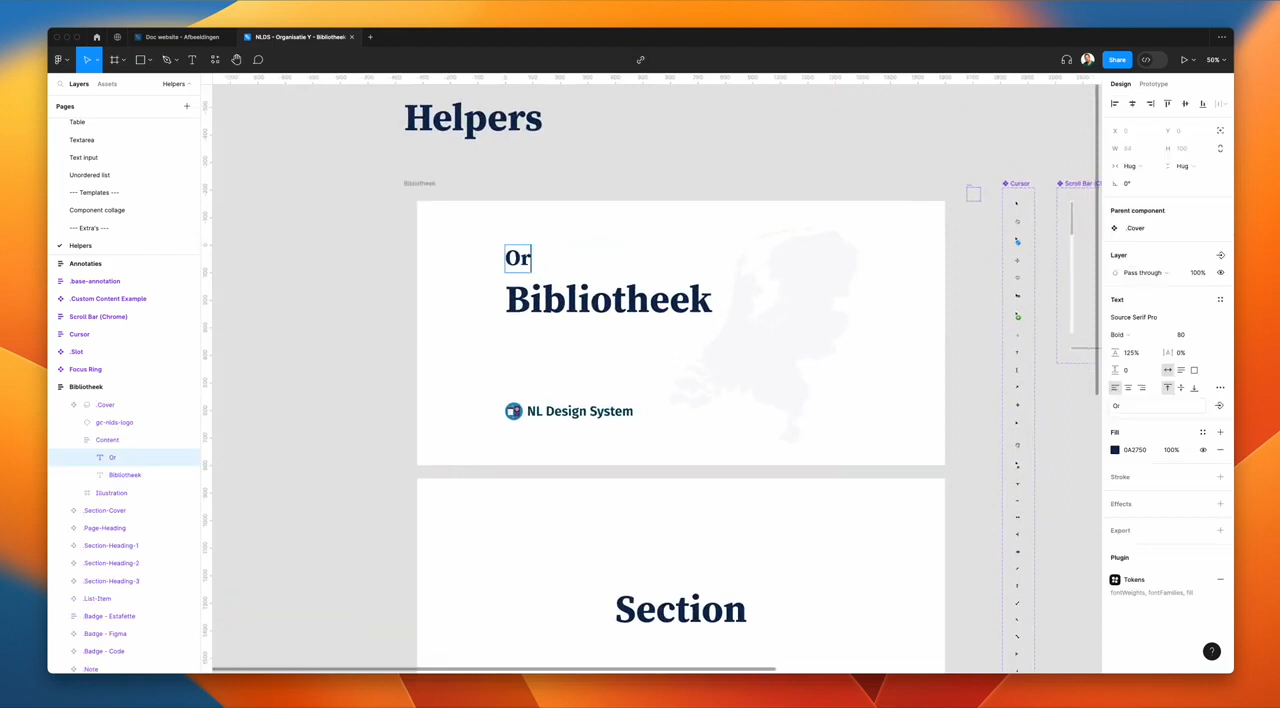 Doc website - Afbeeldingen
NLDS - Organisatie Y - Bibliotheek
Share
50%
Layers
Assets
Helpers
Design
Prototype
Pages
Table
Textarea
Text input
Unordered list
--- Templates ---
Component collage
--- Extra's ---
Helpers
Annotaties
.base-annotation
.Custom Content Example
Scroll Bar (Chrome)
Cursor
.Slot
Focus Ring
Bibliotheek
.Cover
gc-nlds-logo
Content
Or
Bibliotheek
Illustration
.Section-Cover
.Page-Heading
.Section-Heading-1
.Section-Heading-2
.Section-Heading-3
.List-Item
.Badge - Estafette
.Badge - Figma
.Badge - Code
.Note
Helpers
Bibliotheek
Cursor
Scroll Bar (C
Or
Bibliotheek
NL Design System
Section
X 0
Y 0
H 100
Hug
Hug
0°
Parent component
.Cover
Layer
Pass through
100%
Text
Source Serif Pro
Bold
80
125%
0%
0
Or
Fill
0A2750
100%
Stroke
Effects
Export
Plugin
Tokens
fontWeights, fontFamilies, fill
?